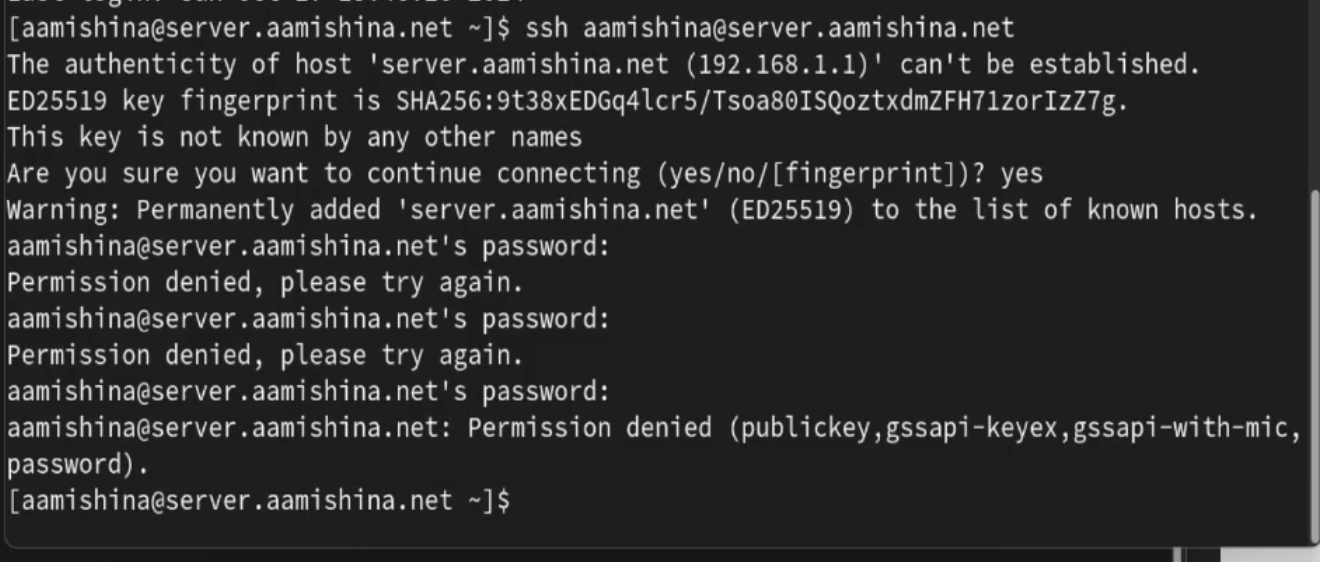 [aamishina@server.aamishina.net ~]$ ssh aamishina@server.aamishina.net
The authenticity of host 'server.aamishina.net (192.168.1.1)' can't be established.
ED25519 key fingerprint is SHA256:9t38xEDGq4lcr5/Tsoa80ISQoztxdmZFH71zorIzZ7g.
This key is not known by any other names
Are you sure you want to continue connecting (yes/no/[fingerprint])? yes
Warning: Permanently added 'server.aamishina.net' (ED25519) to the list of known hosts.
aamishina@server.aamishina.net's password:
Permission denied, please try again.
aamishina@server.aamishina.net's password:
Permission denied, please try again.
aamishina@server.aamishina.net's password:
aamishina@server.aamishina.net: Permission denied (publickey,gssapi-keyex,gssapi-with-mic,
password).
[aamishina@server.aamishina.net ~]$